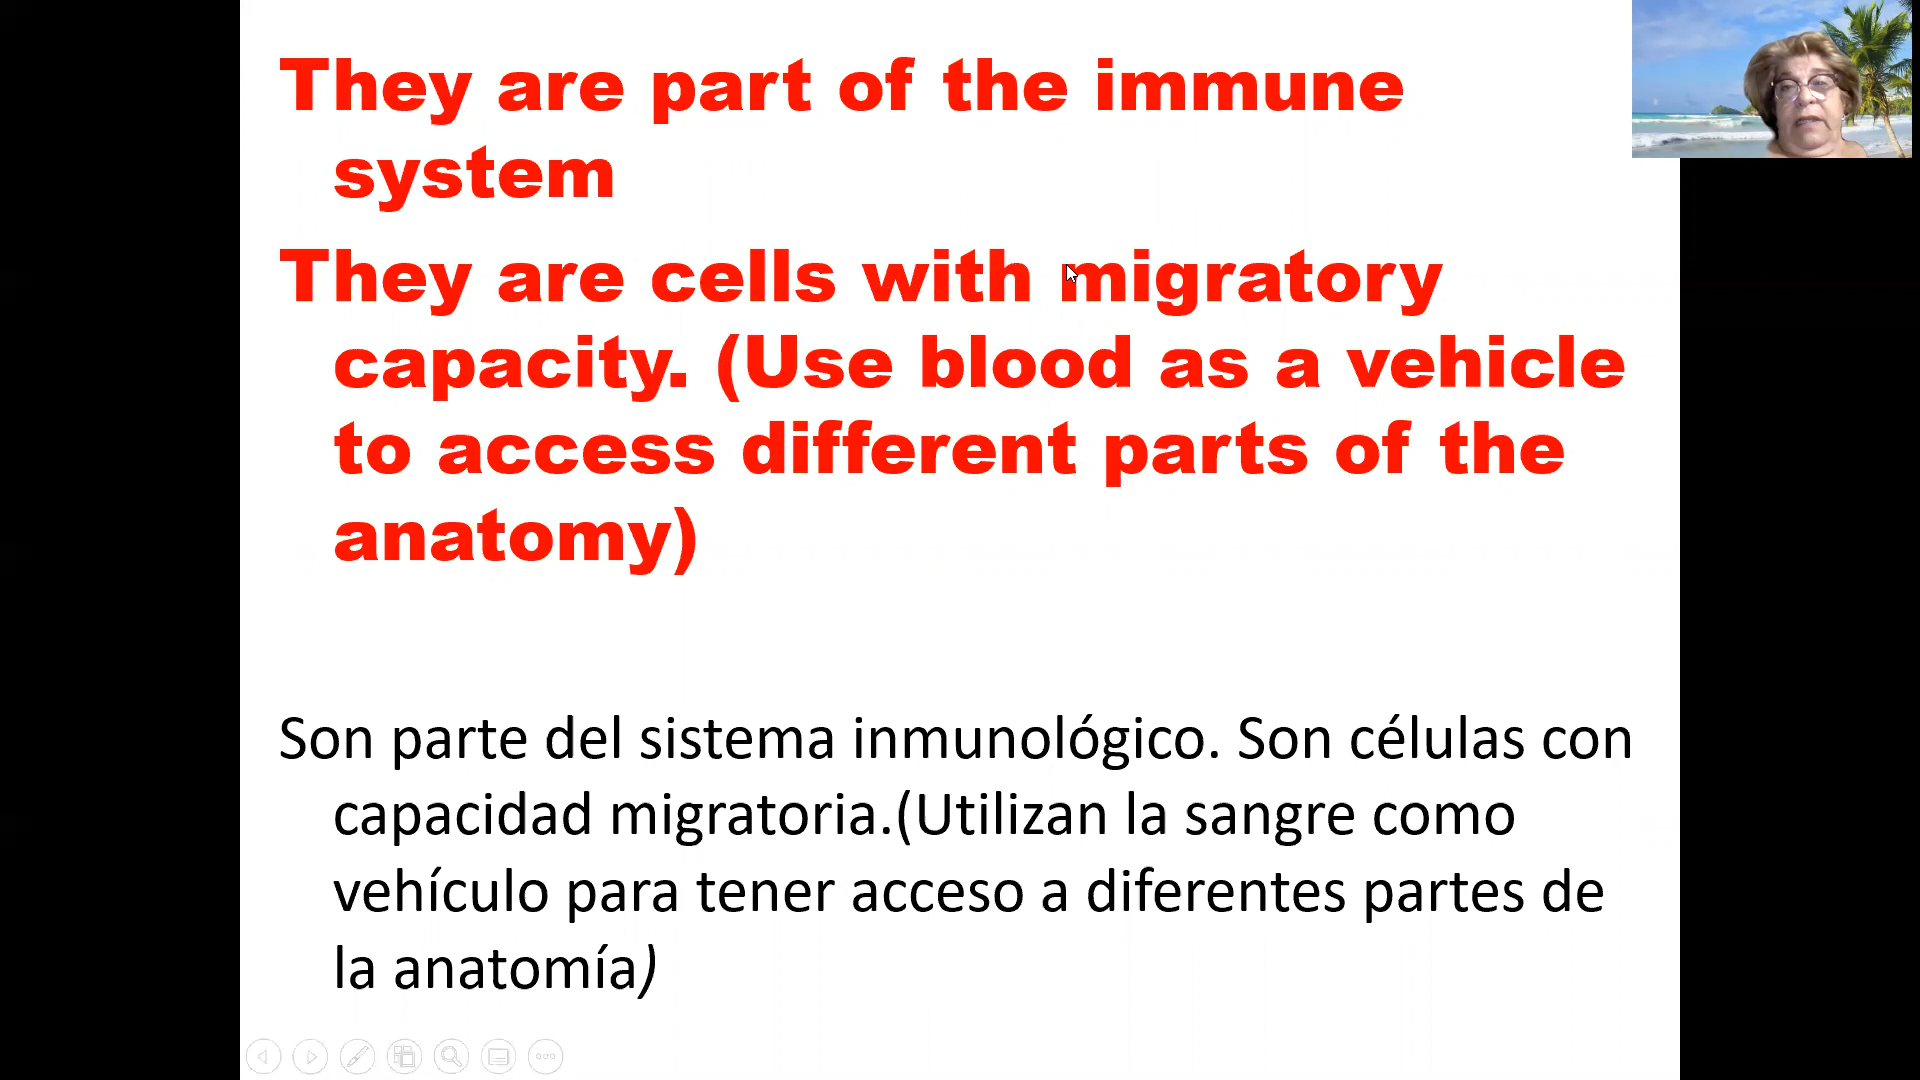 They are part of the immune
system
They are cells with migratory
capacity. (Use blood as a vehicle
to access different parts of the
anatomy)
Son parte del sistema inmunológico. Son células con
capacidad migratoria.(Utilizan la sangre como
vehículo para tener acceso a diferentes partes de
la anatomía)